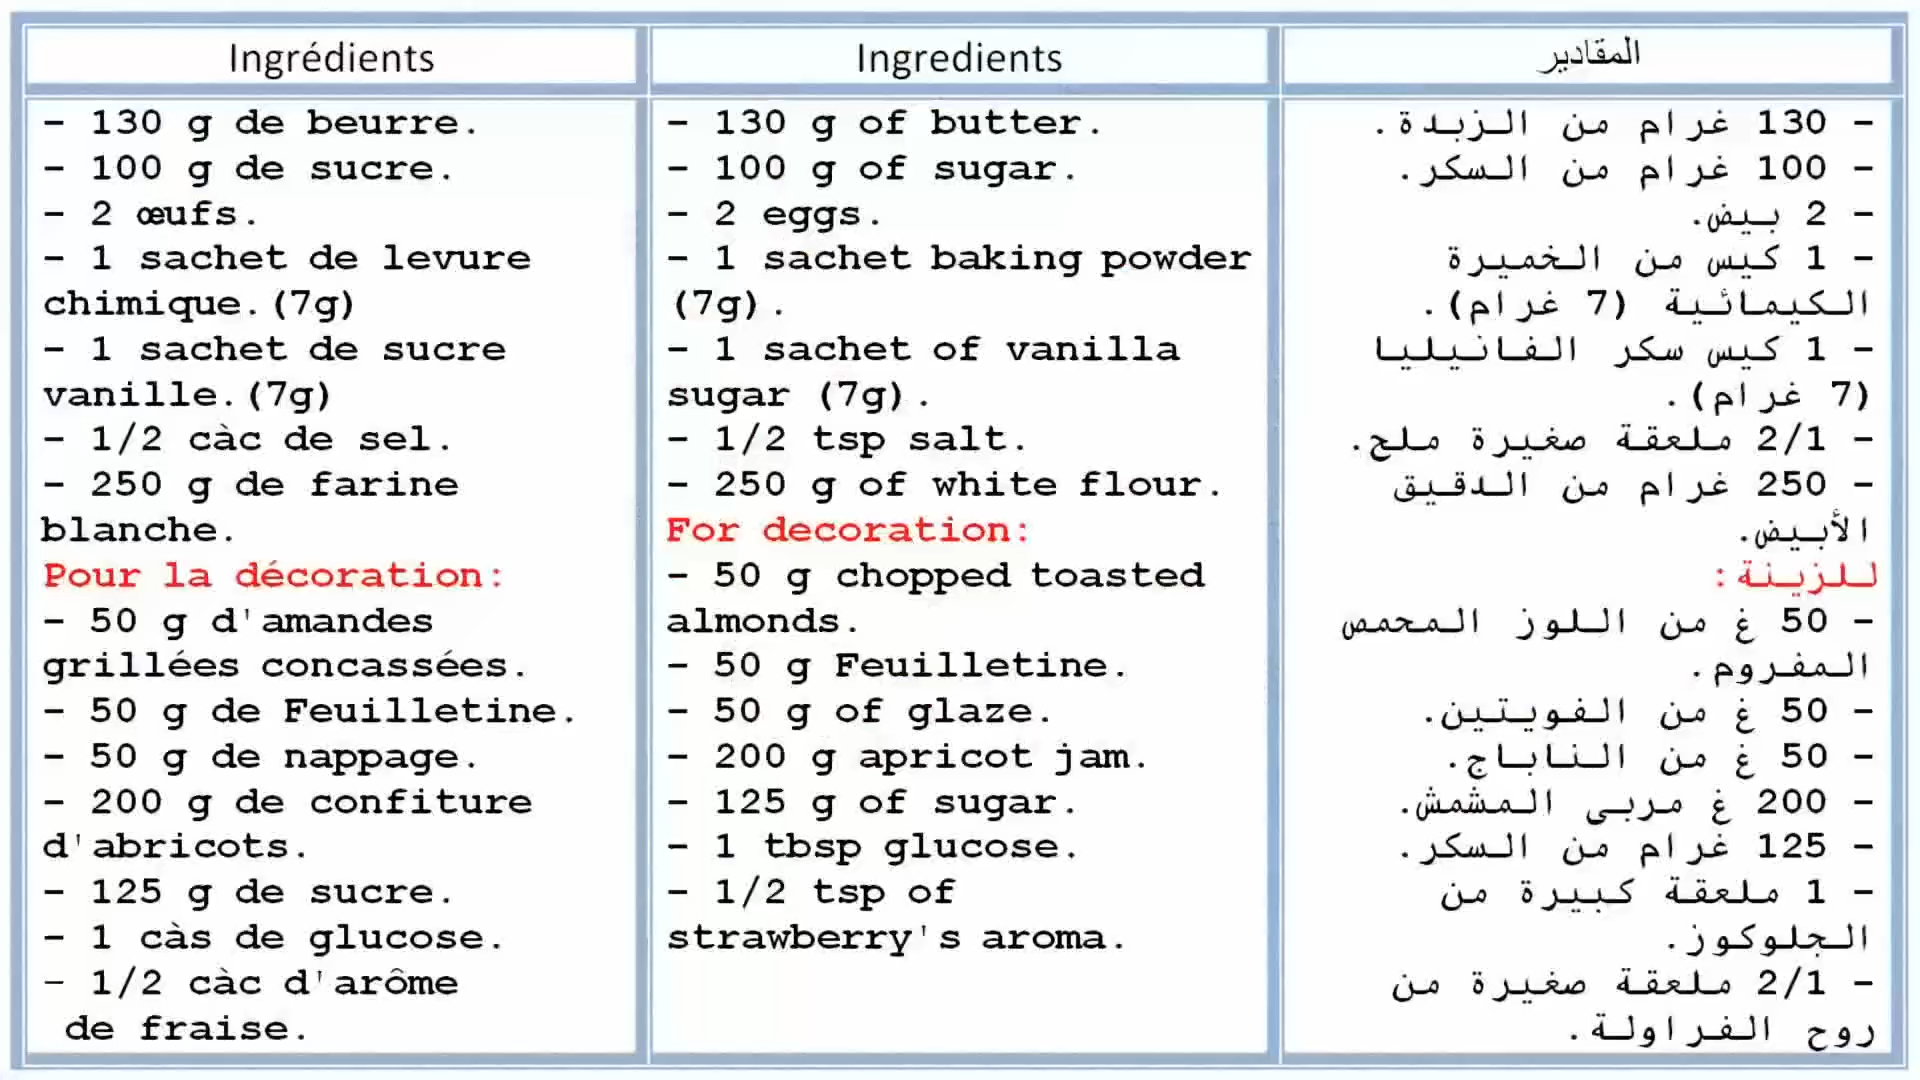 Ingrédients
- 130 g de beurre.
- 100 g de sucre.
- 2 œufs.
- 1 sachet de levure
chimique.(7g)
- 1 sachet de sucre
vanille.(7g)
- 1/2 càc de sel.
- 250 g de farine
blanche.
Pour la décoration:
- 50 g d'amandes
grillées concassées.
- 50 g de Feuilletine.
- 50 g de nappage.
- 200 g de confiture
d'abricots.
- 125 g de sucre.
- 1 càs de glucose.
- 1/2 càc d'arôme
de fraise.
Ingredients
- 130 g of butter.
- 100 g of sugar.
- 2 eggs.
- 1 sachet baking powder
(7g).
- 1 sachet of vanilla
sugar (7g).
- 1/2 tsp salt.
- 250 g of white flour.
For decoration:
- 50 g chopped toasted
almonds.
- 50 g Feuilletine.
- 50 g of glaze.
- 200 g apricot jam.
- 125 g of sugar.
- 1 tbsp glucose.
- 1/2 tsp of
strawberry's aroma.
المقادير
- 130 غرام من الزبدة.
- 100 غرام من السكر.
- 2 بيض.
- 1 كيس من الخميرة
الكيمائية (7 غرام).
- 1 كيس سكر الفانيليا
(7 غرام).
- 2/1 ملعقة صغيرة ملح.
- 250 غرام من الدقيق
الأبيض.
للزينة:
- 50 غ من اللوز المحمص
المفروم.
- 50 غ من الفويتين.
- 50 غ من الناباج.
- 200 غ مربى المشمش.
- 125 غرام من السكر.
- 1 ملعقة كبيرة من
الجلوكوز.
- 2/1 ملعقة صغيرة من
روح الفراولة.